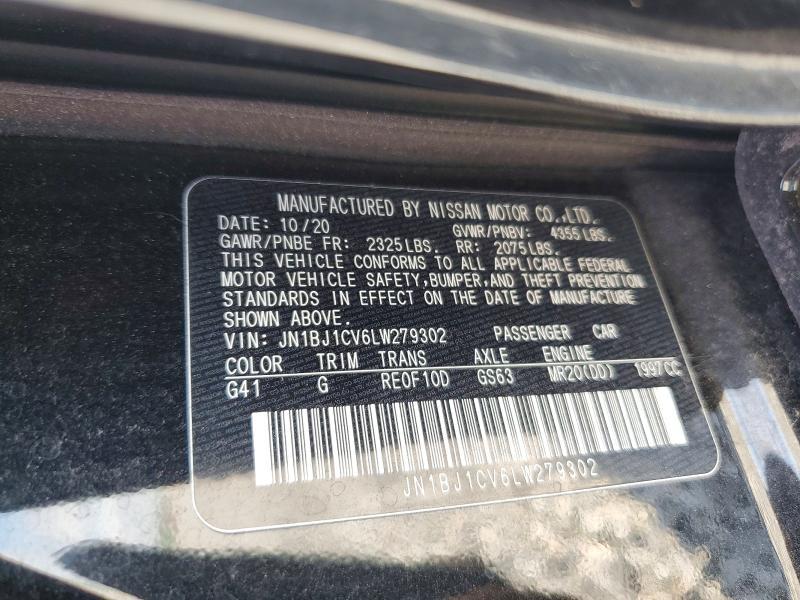 MANUFACTURED BY NISSAN MOTOR CO.,LTD.
DATE: 10/20 GVWR/PNBV: 4355LBS.
GAWR/PNBE FR: 2325LBS. RR: 2075LBS.
THIS VEHICLE CONFORMS TO ALL APPLICABLE FEDERAL
MOTOR VEHICLE SAFETY,BUMPER,AND THEFT PREVENTION
STANDARDS IN EFFECT ON THE DATE OF MANUFACTURE
SHOWN ABOVE.
VIN: JN1BJ1CV6LW279302 PASSENGER CAR
COLOR TRIM TRANS AXLE ENGINE
G41 G RE0F10D GS63 MR20(DD) 1997CC
JN1BJ1CV6LW279302